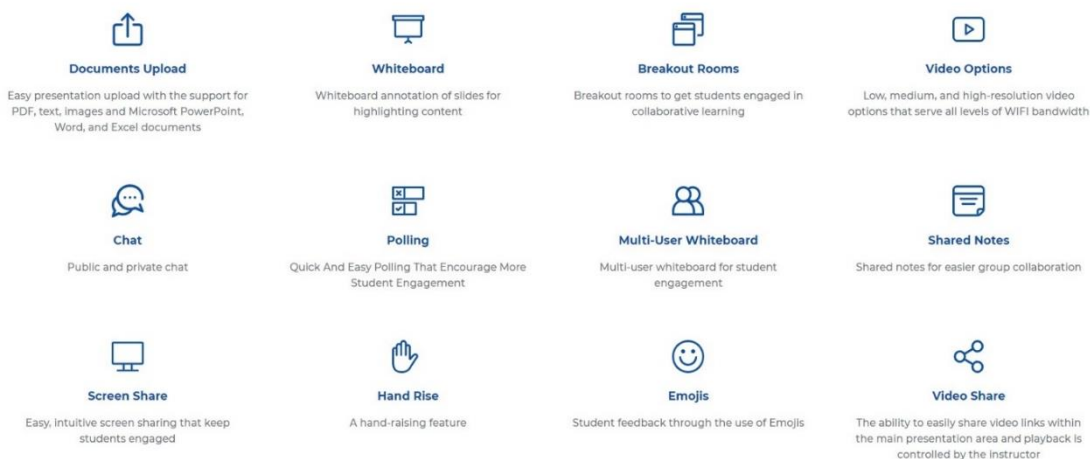 Documents Upload
Easy presentation upload with the support for
PDF, text, images and Microsoft PowerPoint,
Word, and Excel documents
Whiteboard
Whiteboard annotation of slides for
highlighting content
Breakout Rooms
Breakout rooms to get students engaged in
collaborative learning
Video Options
Low, medium, and high-resolution video
options that serve all levels of WIFI bandwidth
Chat
Public and private chat
Polling
Quick And Easy Polling That Encourage More
Student Engagement
Multi-User Whiteboard
Multi-user whiteboard for student
engagement
Shared Notes
Shared notes for easier group collaboration
Screen Share
Easy, intuitive screen sharing that keep
students engaged
Hand Rise
A hand-raising feature
Emojis
Student feedback through the use of Emojis
Video Share
The ability to easily share video links within
the main presentation area and playback is
controlled by the instructor